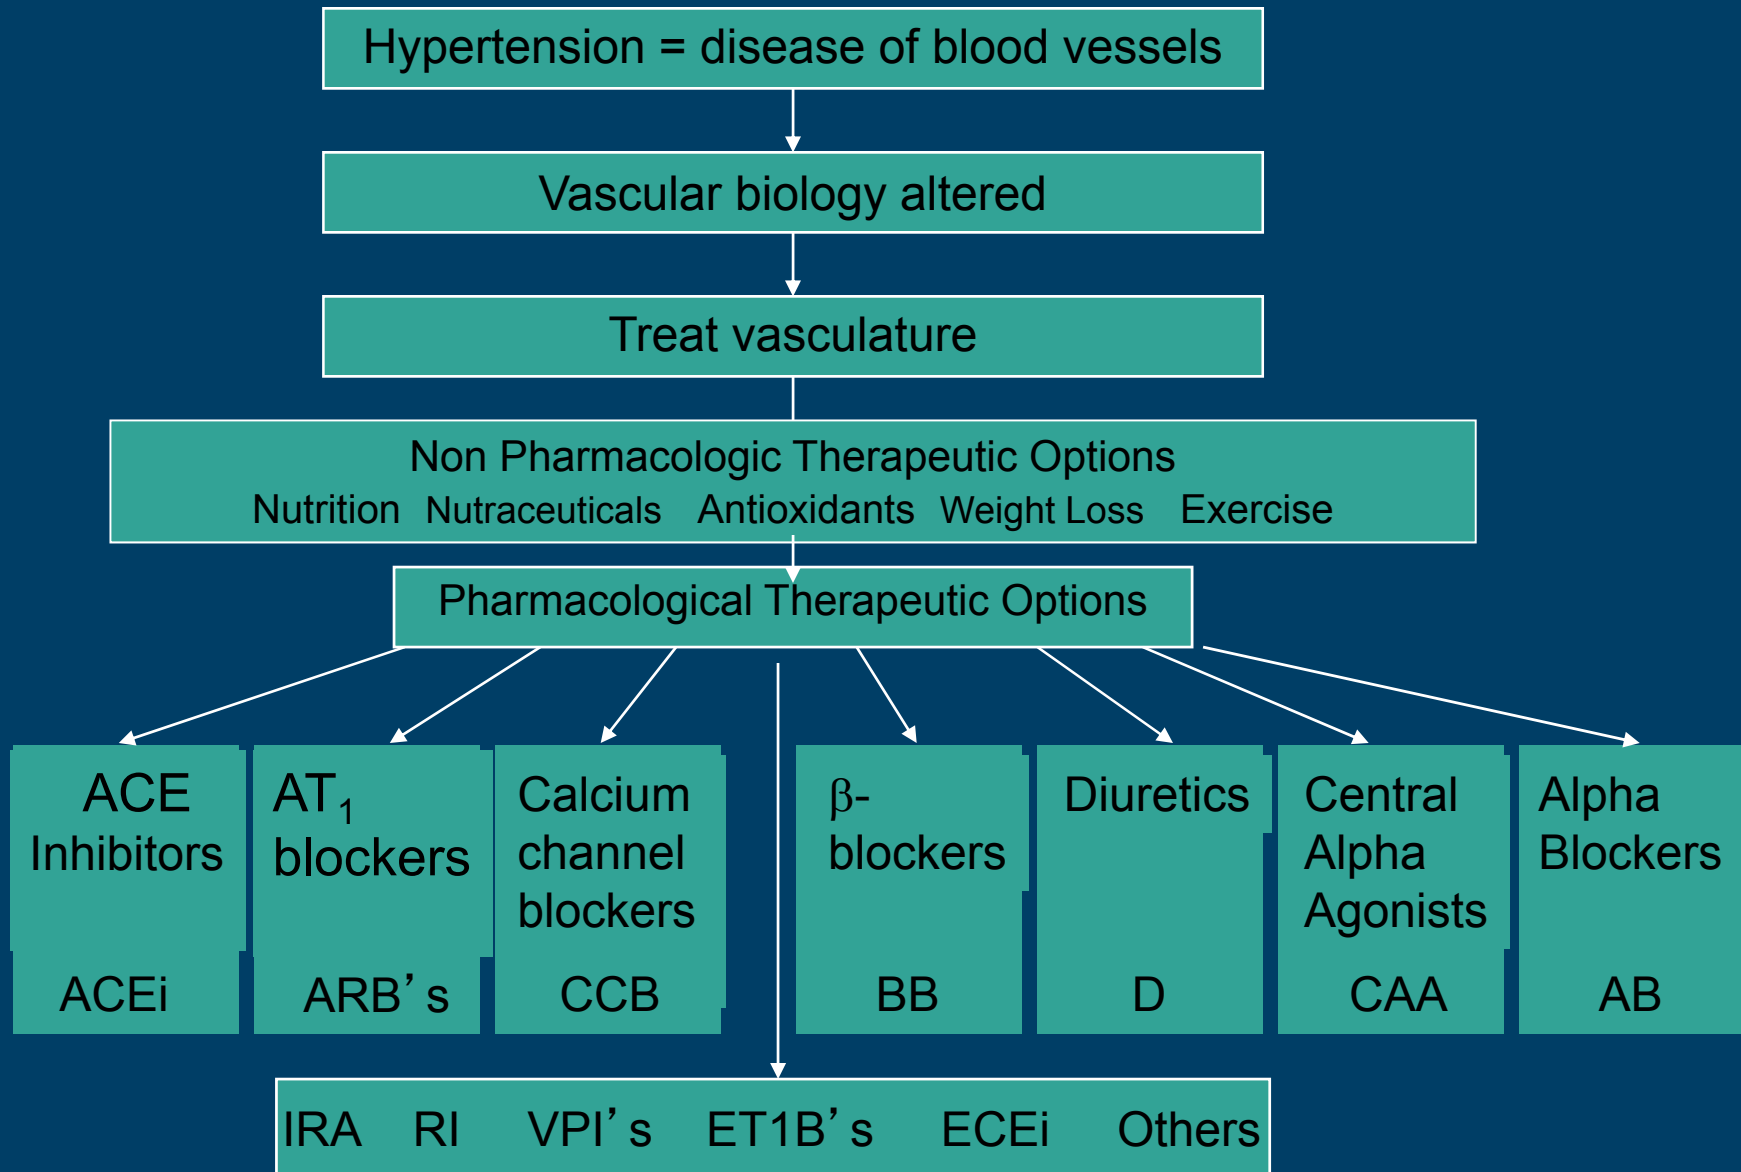 Hypertension = disease of blood vessels
Vascular biology altered
Treat vasculature
Non Pharmacologic Therapeutic Options
Nutrition Nutraceuticals Antioxidants Weight Loss Exercise
Pharmacological Therapeutic Options
ACE
Inhibitors
ACEi
AT₁
blockers
ARB’s
Calcium
channel
blockers
CCB
β-
blockers
BB
Diuretics
D
Central
Alpha
Agonists
CAA
Alpha
Blockers
AB
IRA RI VPI’s ET1B’s ECEi Others